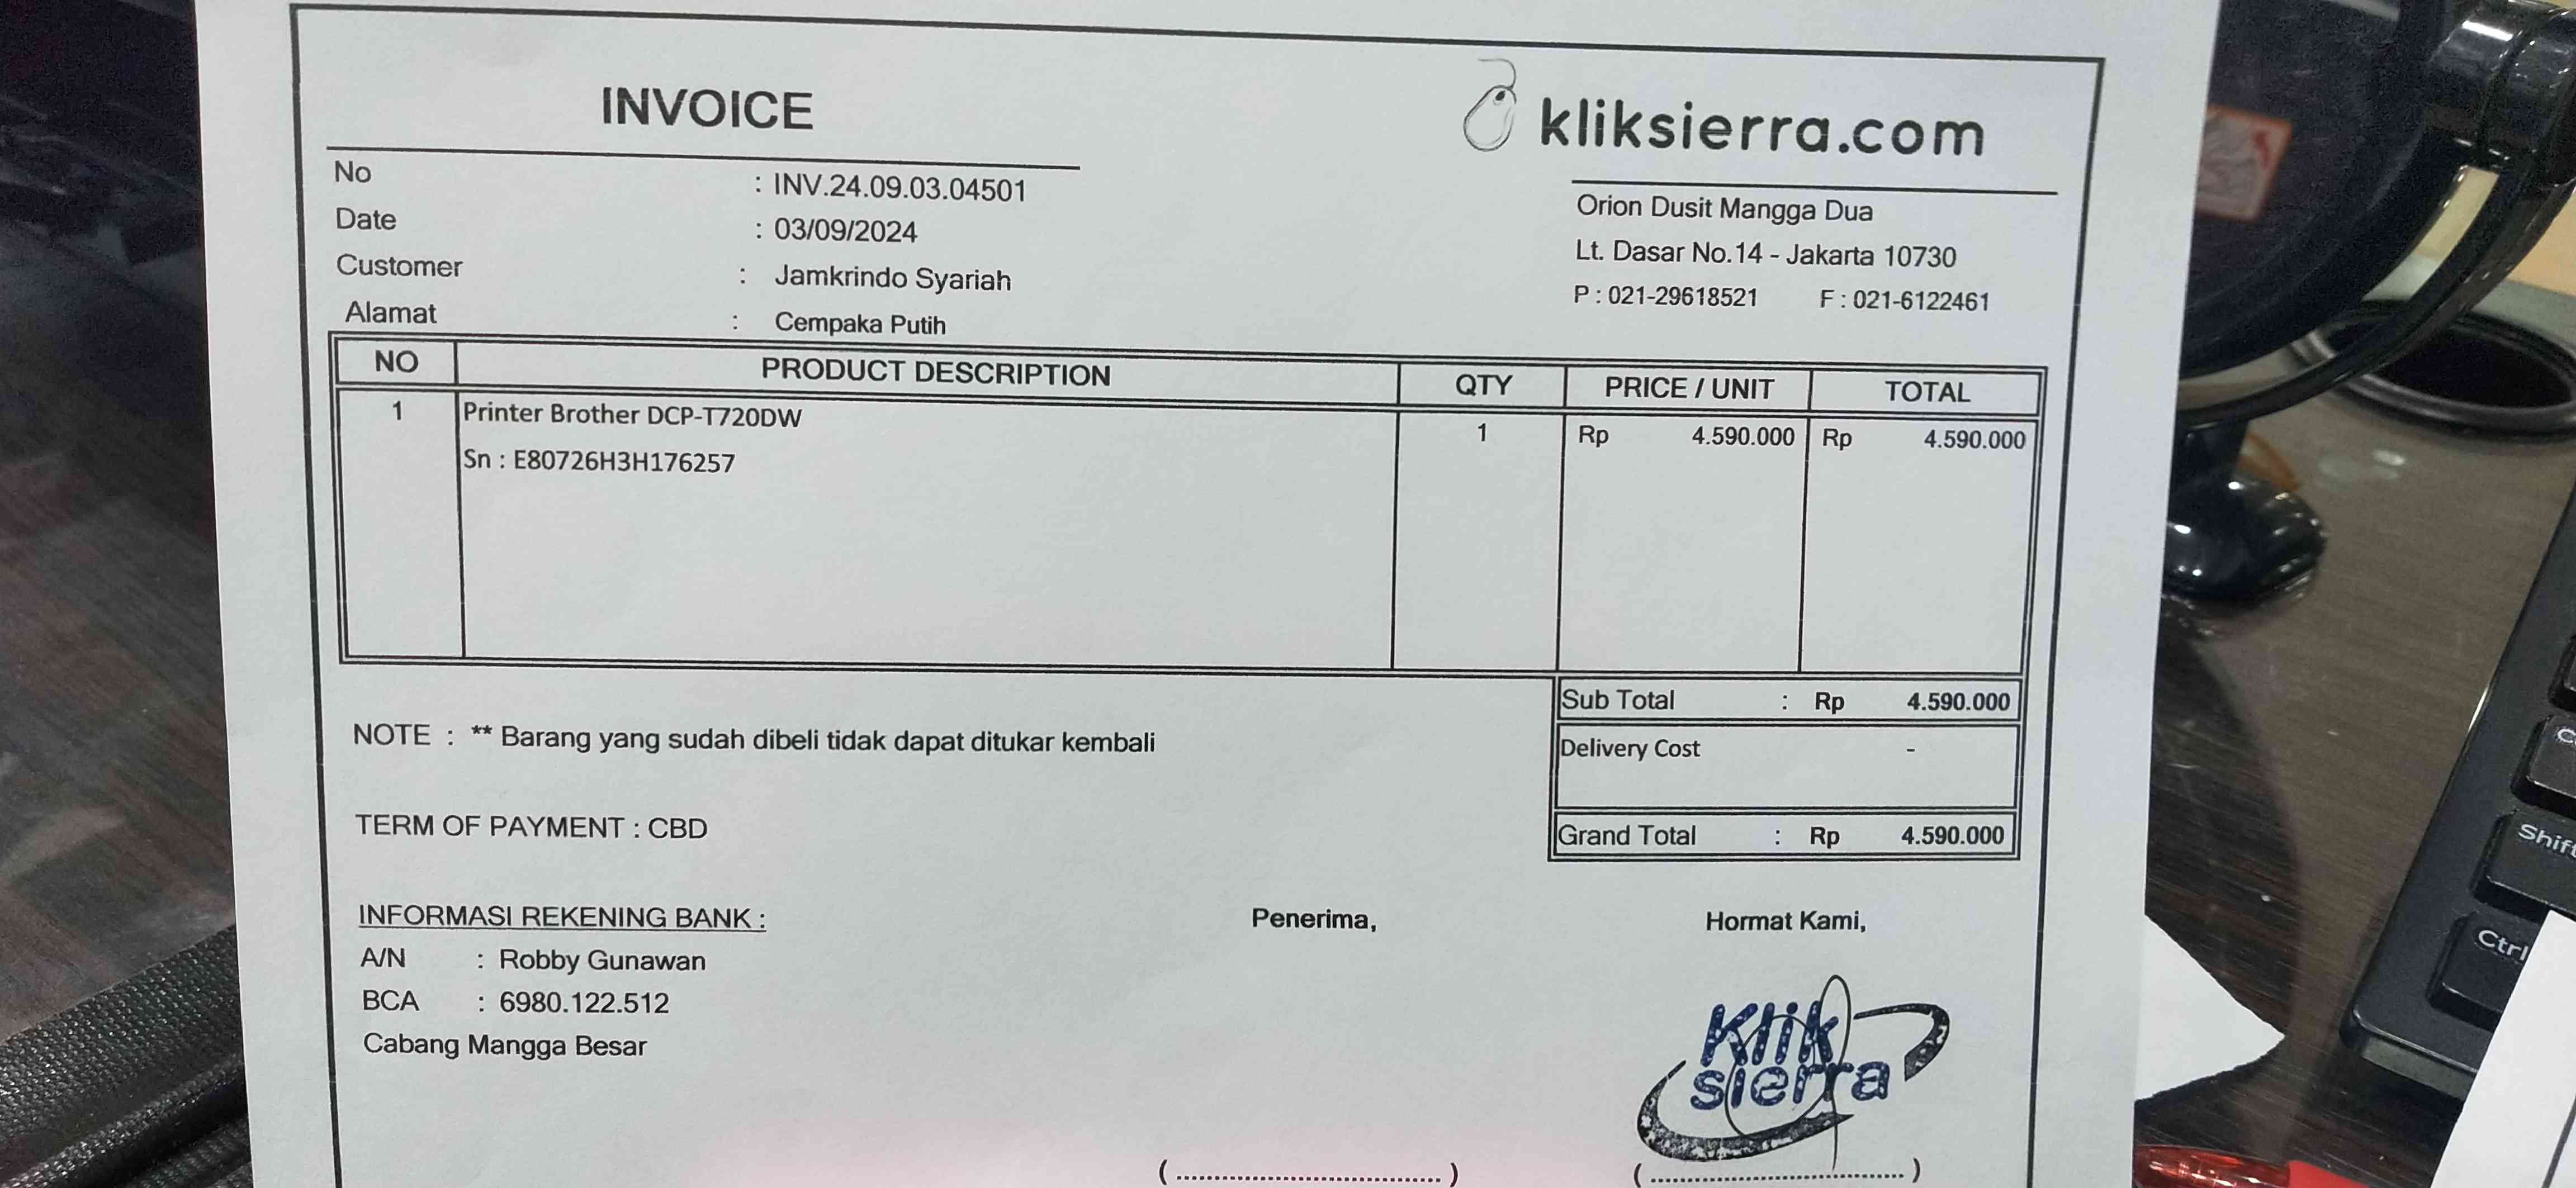 INVOICE
kliksierra.com
No : INV.24.09.03.04501
Date : 03/09/2024
Customer : Jamkrindo Syariah
Alamat : Cempaka Putih
Orion Dusit Mangga Dua
Lt. Dasar No.14 - Jakarta 10730
P : 021-29618521 F : 021-6122461
NO PRODUCT DESCRIPTION QTY PRICE / UNIT TOTAL
1 Printer Brother DCP-T720DW 1 Rp 4.590.000 Rp 4.590.000
Sn : E80726H3H176257
Sub Total : Rp 4.590.000
NOTE : ** Barang yang sudah dibeli tidak dapat ditukar kembali
Delivery Cost -
TERM OF PAYMENT : CBD
Grand Total : Rp 4.590.000
INFORMASI REKENING BANK :
A/N : Robby Gunawan
BCA : 6980.122.512
Cabang Mangga Besar
Penerima,
Hormat Kami,
Klik
sierra
(........................................)
(........................................)
Shift
Ctrl